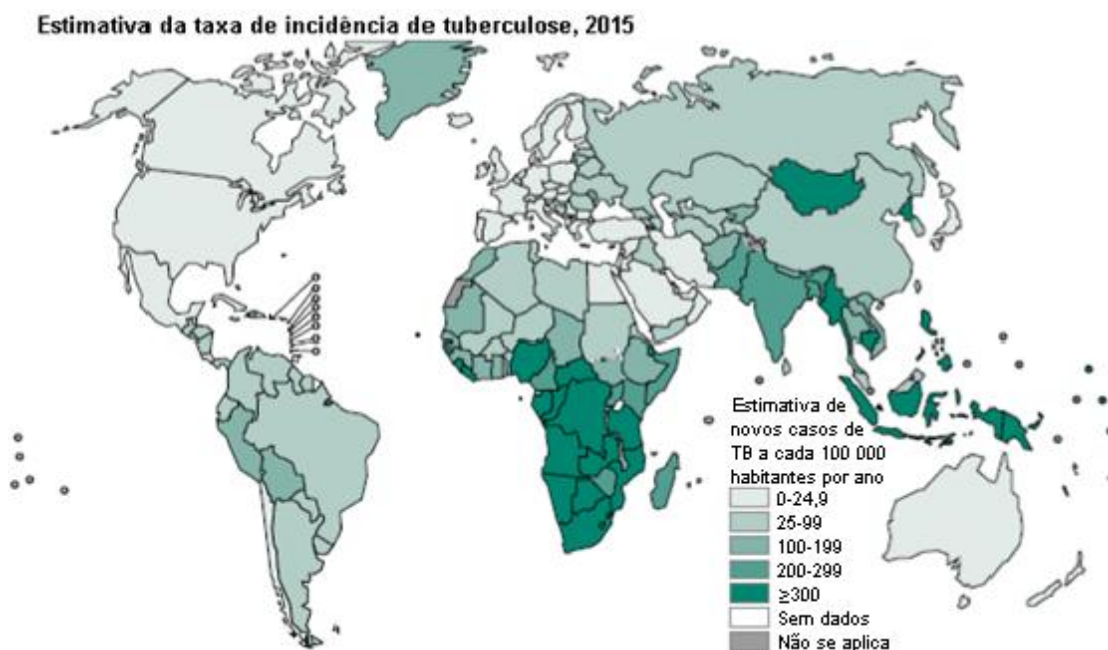 Estimativa da taxa de incidência de tuberculose, 2015
Estimativa de
novos casos de
TB a cada 100 000
habitantes por ano
0-24,9
25-99
100-199
200-299
≥300
Sem dados
Não se aplica